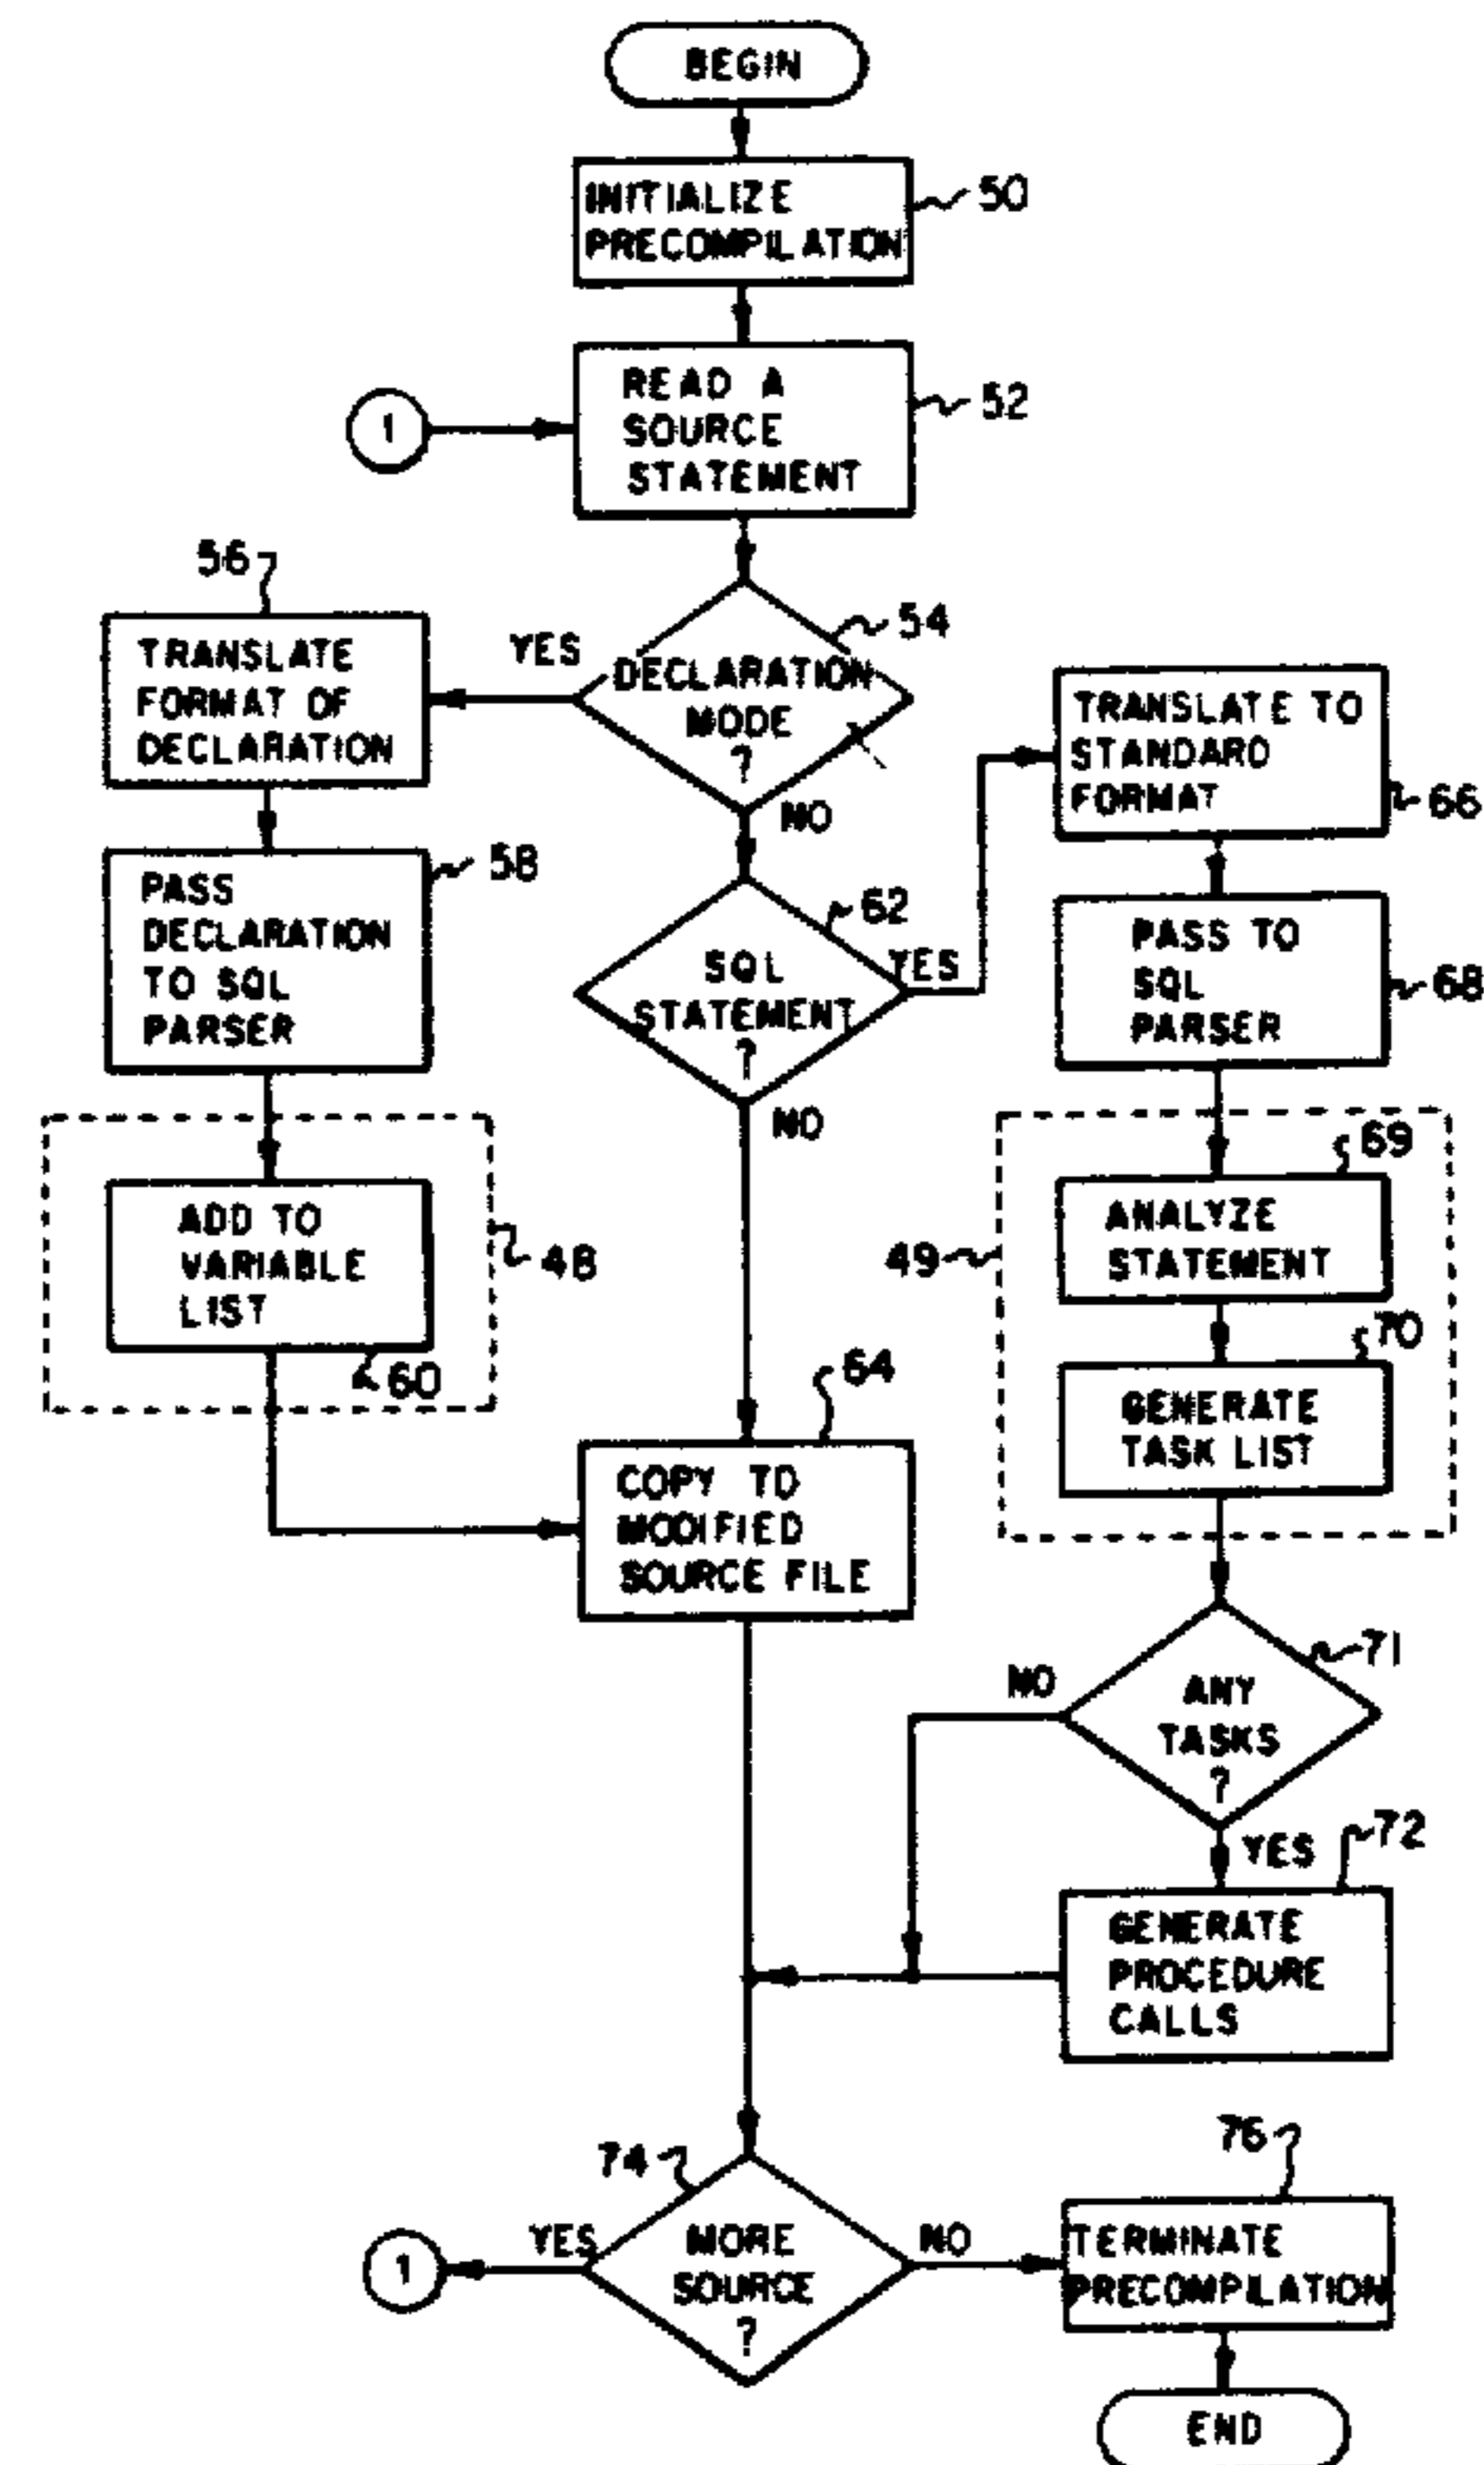 BEGIN
INITIALIZE
PRECOMPILATION
50
READ A
SOURCE
STATEMENT
52
1
56
TRANSLATE
FORMAT OF
DECLARATION
YES
DECLARATION
MODE
?
54
NO
TRANSLATE TO
STANDARD
FORMAT
66
PASS
DECLARATION
TO SQL
PARSER
58
SQL
STATEMENT
?
62
YES
NO
PASS TO
SQL
PARSER
68
ADD TO
VARIABLE
LIST
60
48
49
69
ANALYZE
STATEMENT
70
GENERATE
TASK LIST
64
COPY TO
MODIFIED
SOURCE FILE
71
NO
ANY
TASKS
?
YES
72
GENERATE
PROCEDURE
CALLS
74
YES
MORE
SOURCE
?
NO
1
76
TERMINATE
PRECOMPILATION
END